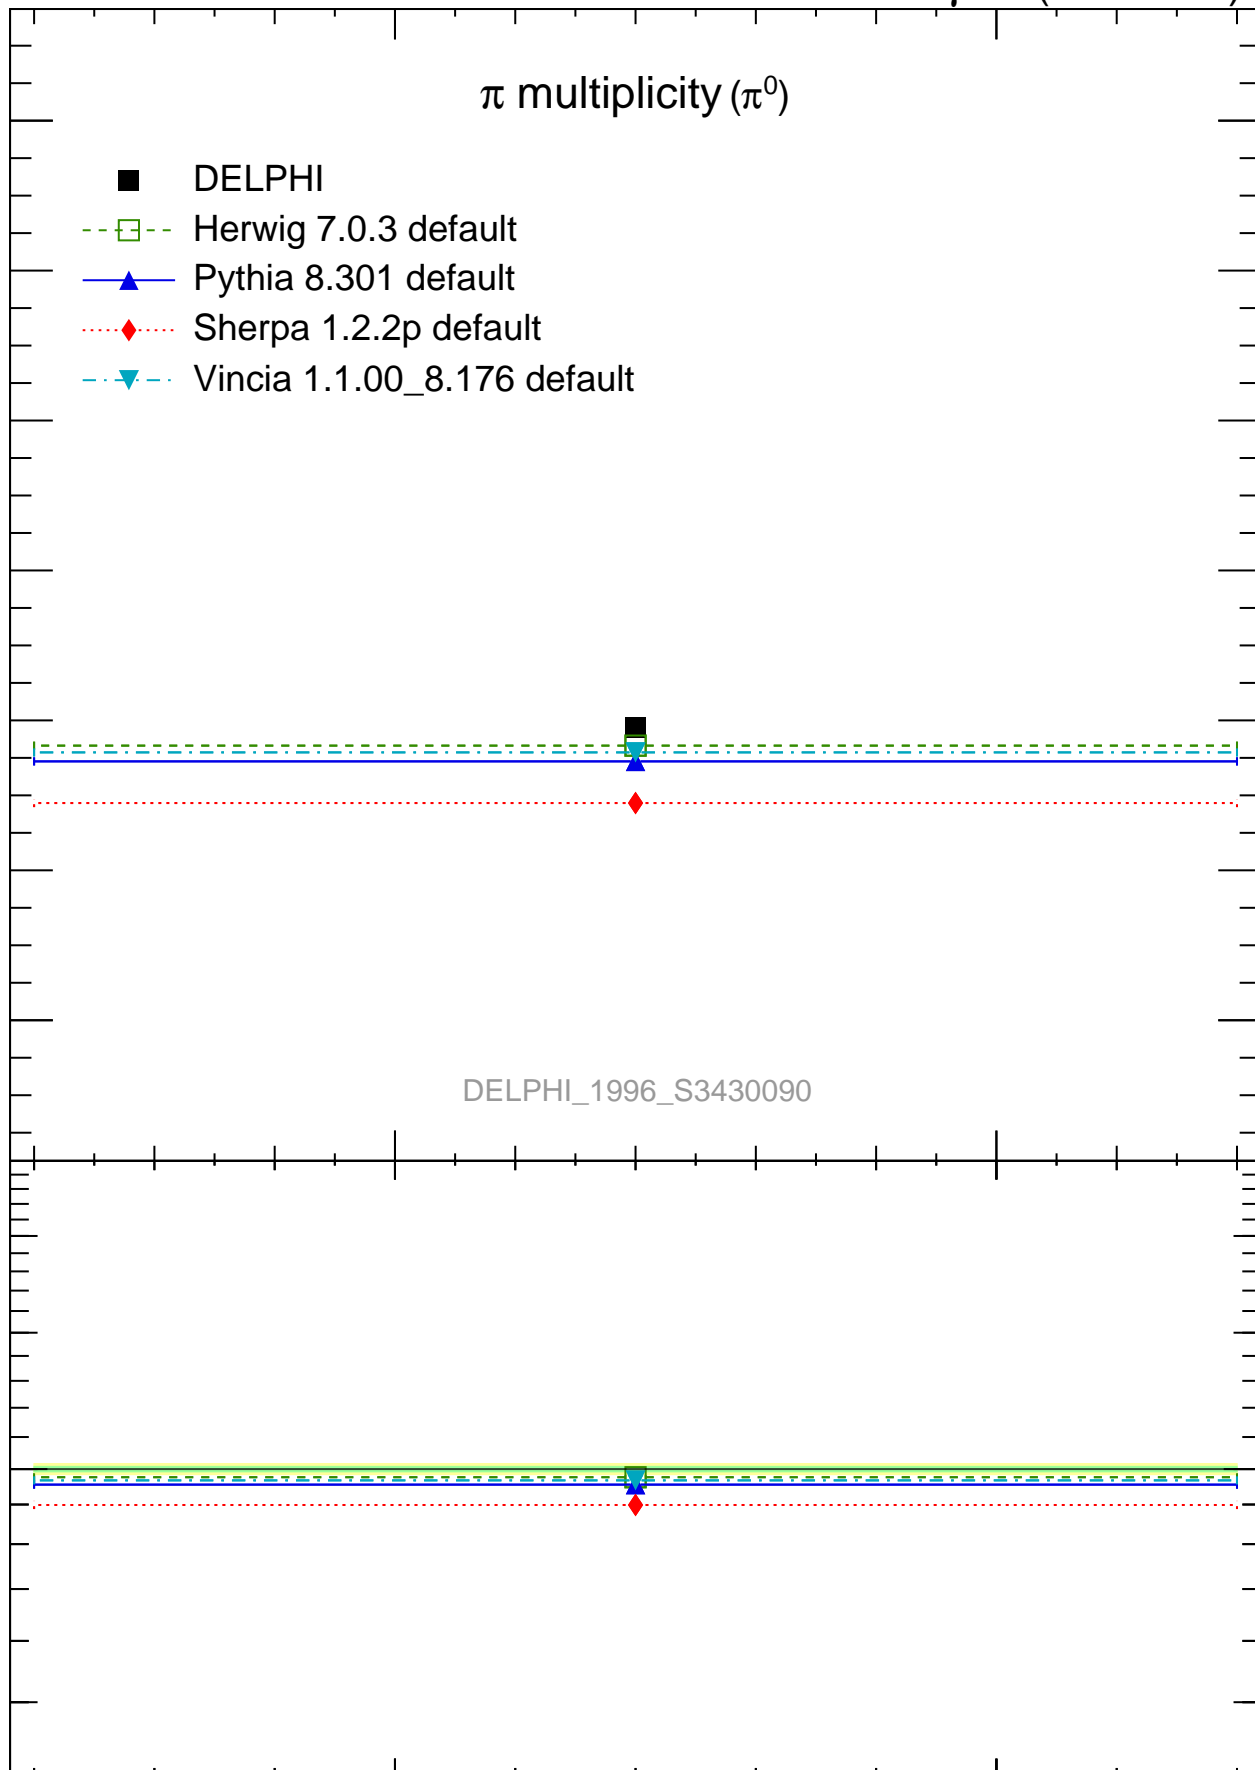 π multiplicity (π⁰)
DELPHI
Herwig 7.0.3 default
Pythia 8.301 default
Sherpa 1.2.2p default
Vincia 1.1.00_8.176 default
DELPHI_1996_S3430090